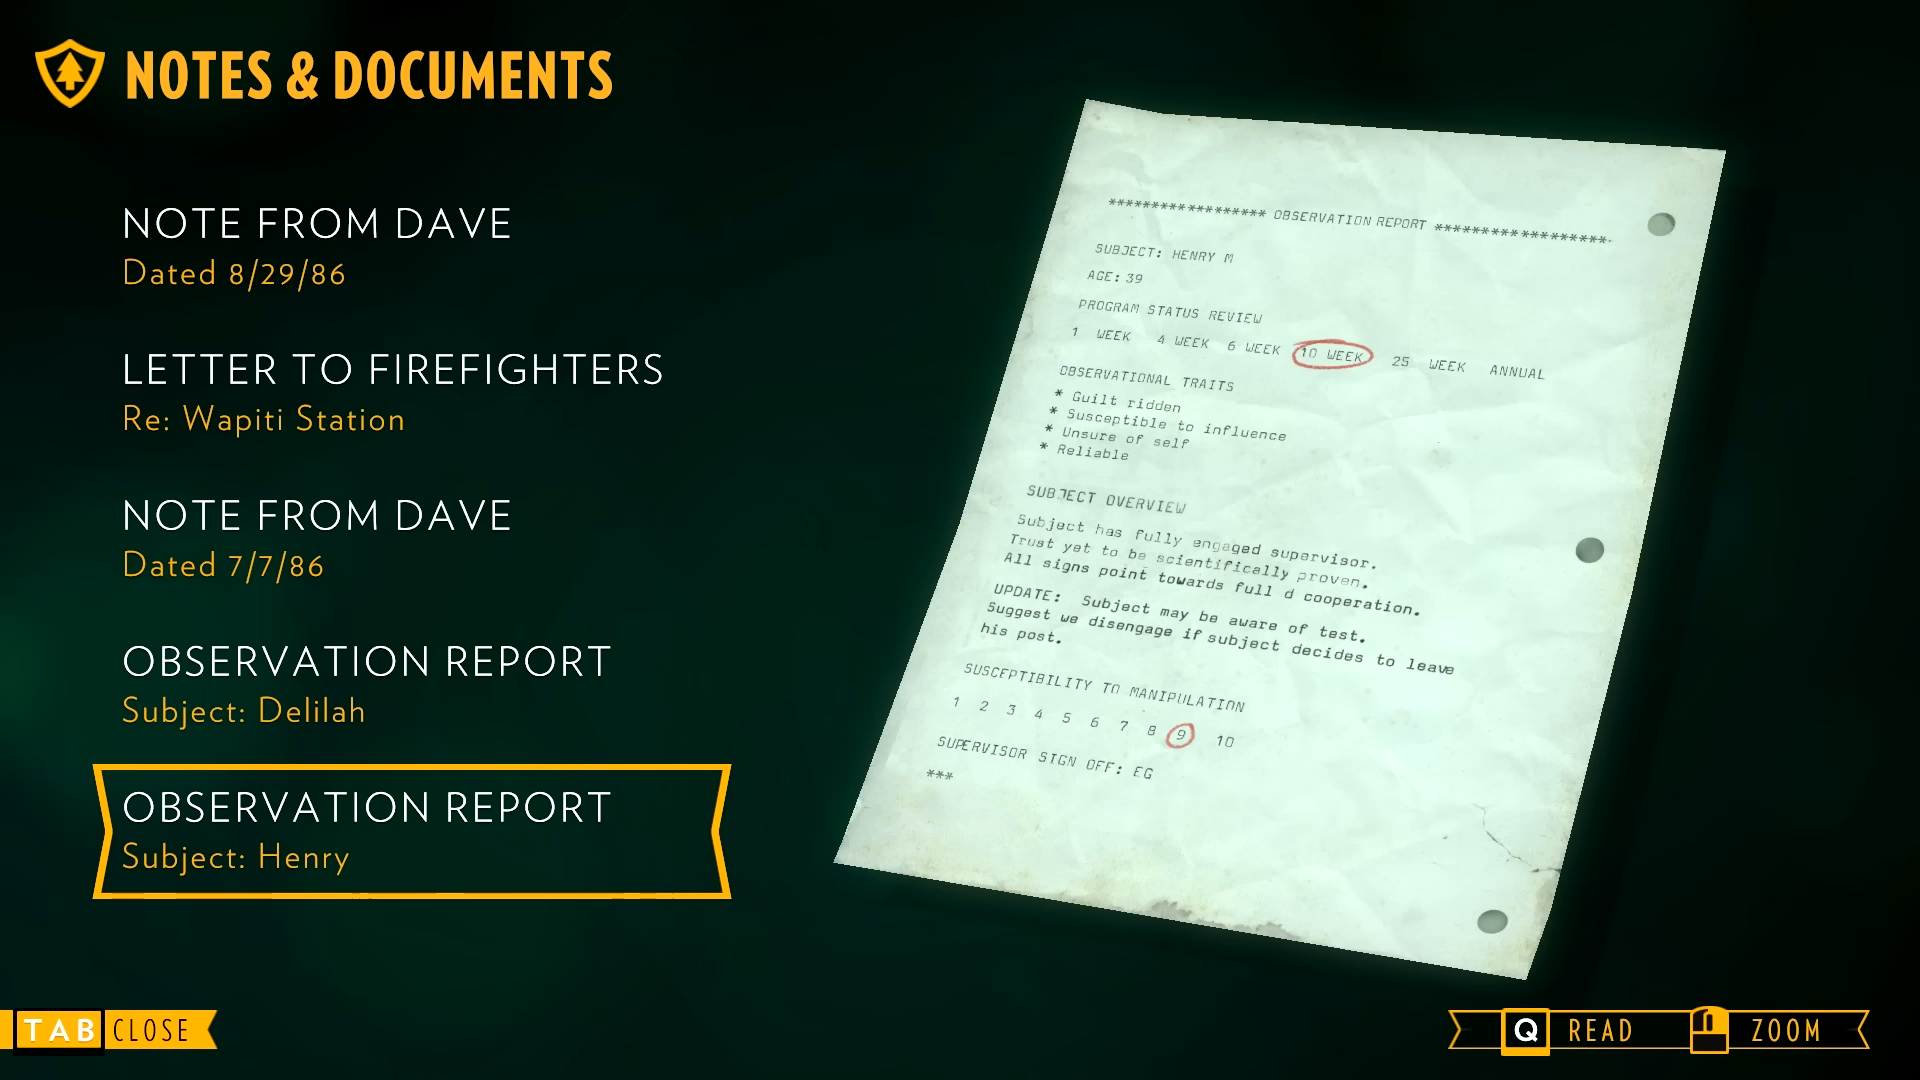 NOTES & DOCUMENTS
NOTE FROM DAVE
Dated 8/29/86
LETTER TO FIREFIGHTERS
Re: Wapiti Station
NOTE FROM DAVE
Dated 7/7/86
OBSERVATION REPORT
Subject: Delilah
OBSERVATION REPORT
Subject: Henry
****************** OBSERVATION REPORT ********************
SUBJECT: HENRY M
AGE: 39
PROGRAM STATUS REVIEW
1 WEEK 4 WEEK 6 WEEK 10 WEEK 25 WEEK ANNUAL
OBSERVATIONAL TRAITS
* Guilt ridden
* Susceptible to influence
* Unsure of self
* Reliable
SUBJECT OVERVIEW
Subject has fully engaged supervisor.
Trust yet to be scientifically proven.
All signs point towards full d cooperation.
UPDATE: Subject may be aware of test.
Suggest we disengage if subject decides to leave
his post.
SUSCEPTIBILITY TO MANIPULATION
1 2 3 4 5 6 7 8 9 10
SUPERVISOR SIGN OFF: EG
***
TAB CLOSE
Q READ ZOOM